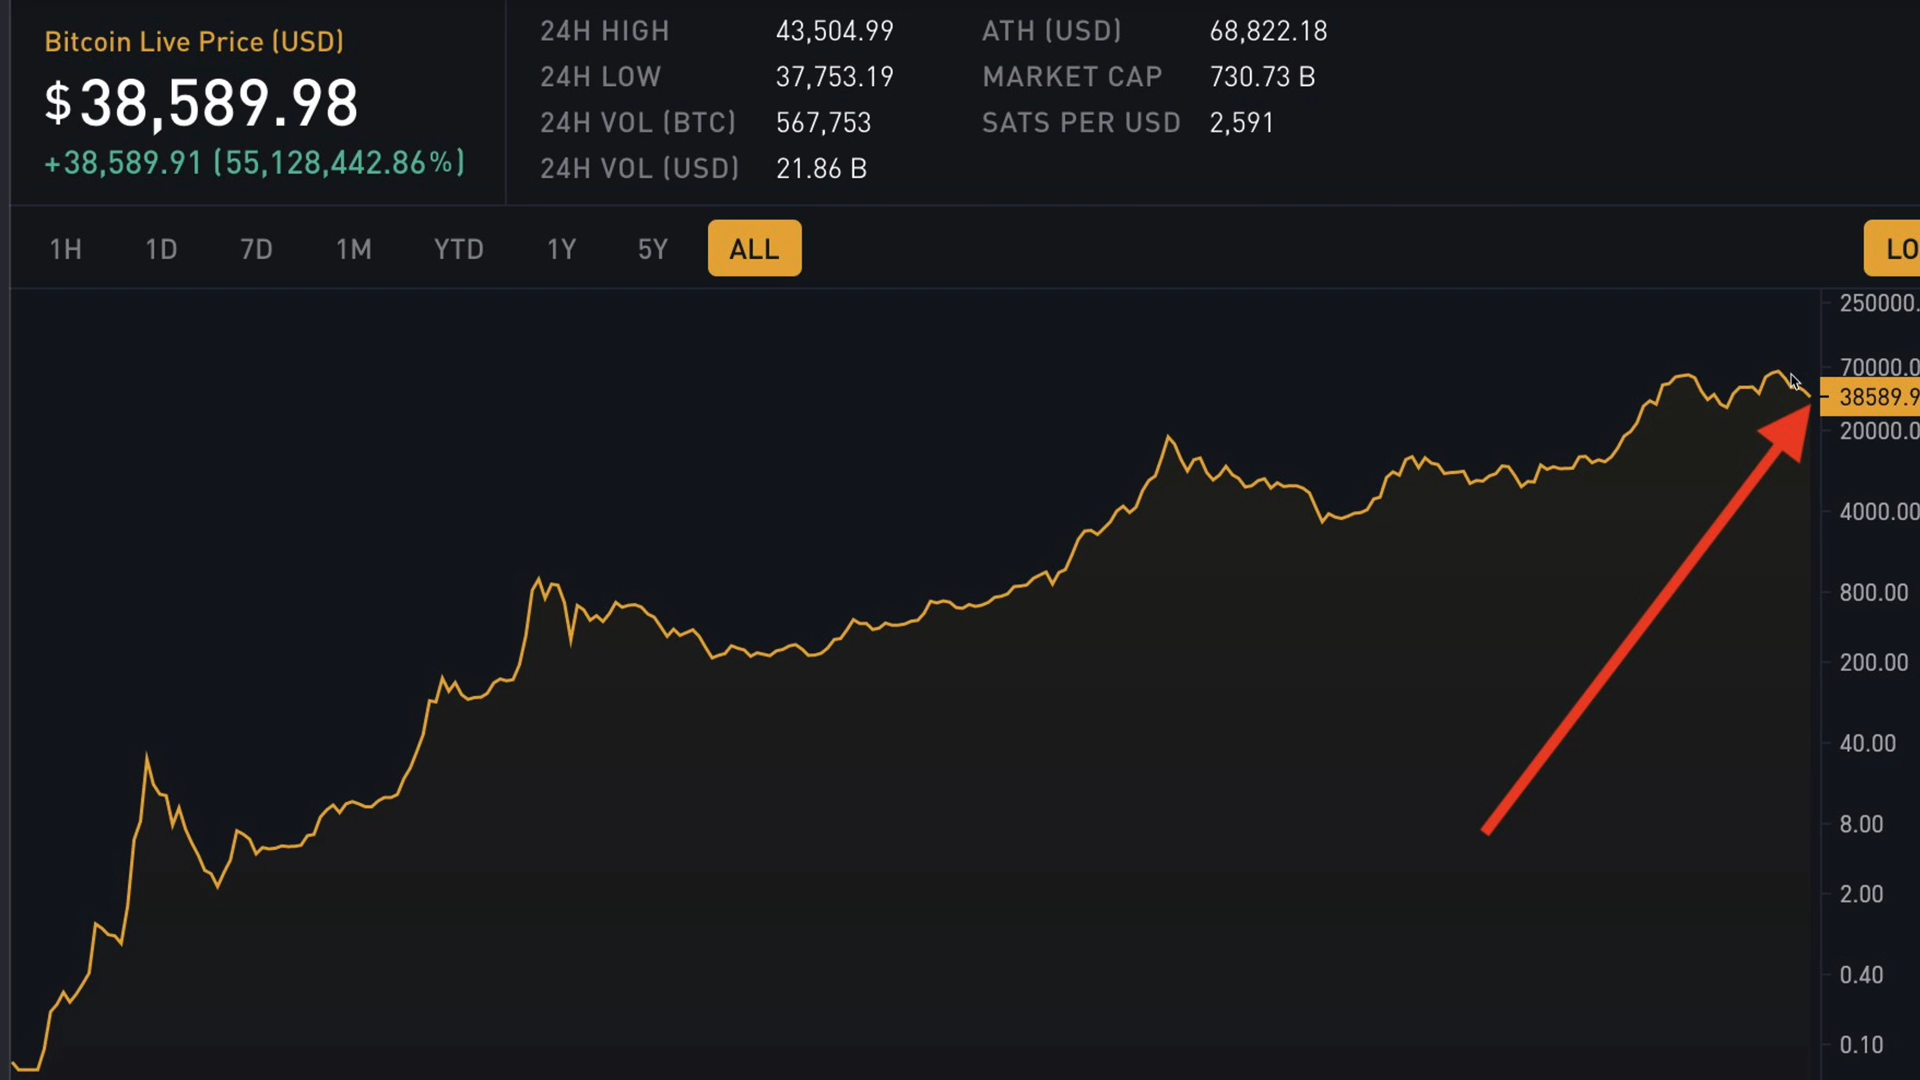 Bitcoin Live Price (USD)
$38,589.98
+38,589.91 (55,128,442.86%)
24H HIGH 43,504.99
24H LOW 37,753.19
24H VOL (BTC) 567,753
24H VOL (USD) 21.86 B
ATH (USD) 68,822.18
MARKET CAP 730.73 B
SATS PER USD 2,591
1H 1D 7D 1M YTD 1Y 5Y ALL LO
250000.
70000.0
38589.9
20000.0
4000.00
800.00
200.00
40.00
8.00
2.00
0.40
0.10